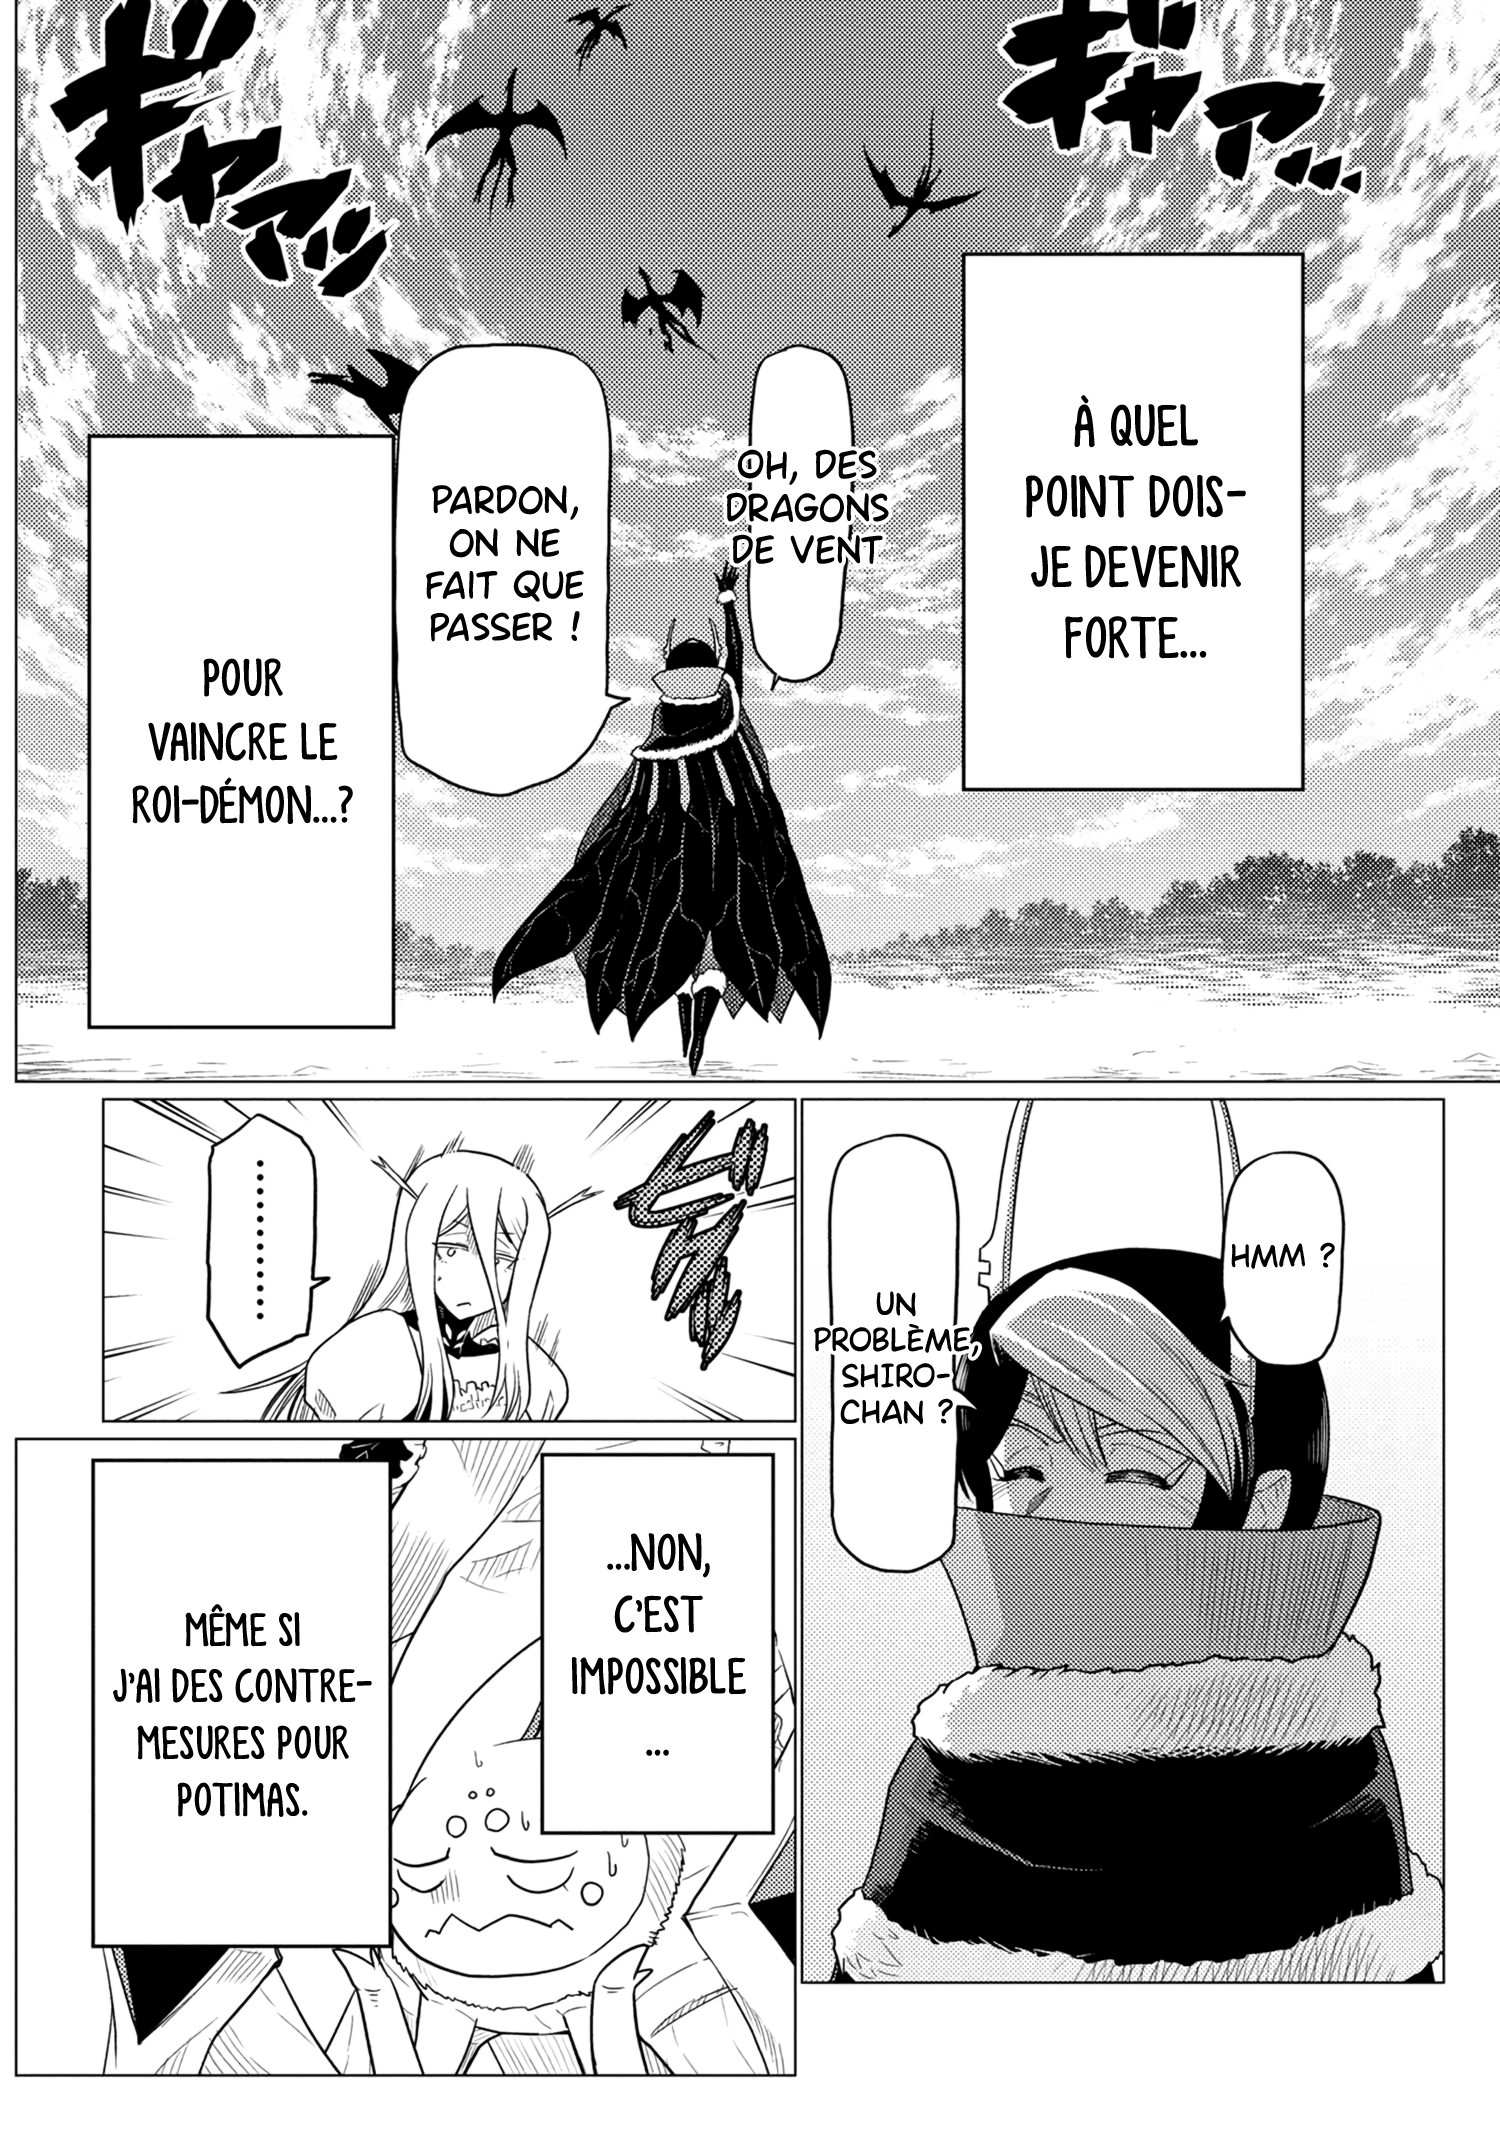 ギャアァッ
ギャァ...
À QUEL
POINT DOIS-
JE DEVENIR
FORTE...
OH, DES
DRAGONS
DE VENT
PARDON,
ON NE
FAIT QUE
PASSER !
POUR
VAINCRE LE
ROI-DÉMON...?
HMM ?
UN
PROBLÈME,
SHIRO-
CHAN ?
..........
...NON,
C'EST
IMPOSSIBLE
...
MÊME SI
J'AI DES CONTRE-
MESURES POUR
POTIMAS.